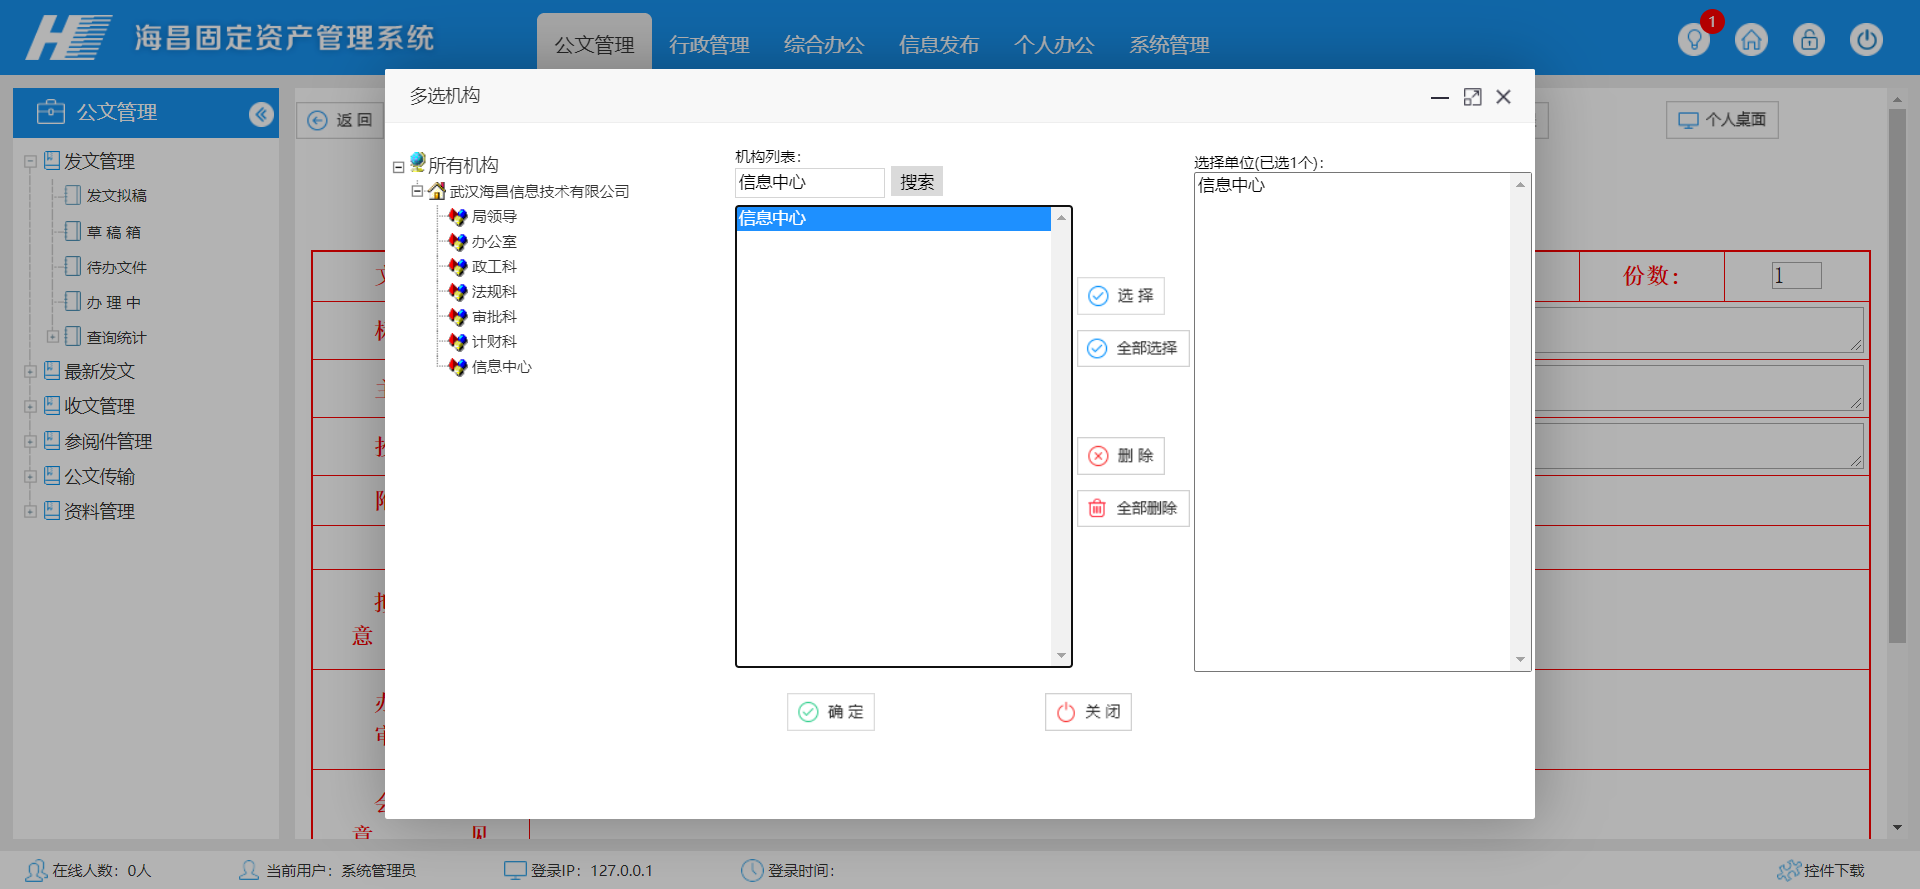 海昌固定资产管理系统
公文管理
行政管理
综合办公
信息发布
个人办公
系统管理
1
公文管理
发文管理
发文拟稿
草 稿 箱
待办文件
办 理 中
查询统计
最新发文
收文管理
参阅件管理
公文传输
资料管理
返 回
个人桌面
份数:
1
意
意 见
多选机构
所有机构
武汉海昌信息技术有限公司
局领导
办公室
政工科
法规科
审批科
计财科
信息中心
机构列表:
信息中心
搜索
信息中心
选 择
全部选择
删 除
全部删除
选择单位(已选1个):
信息中心
确 定
关 闭
在线人数: 0人
当前用户: 系统管理员
登录IP: 127.0.0.1
登录时间:
控件下载